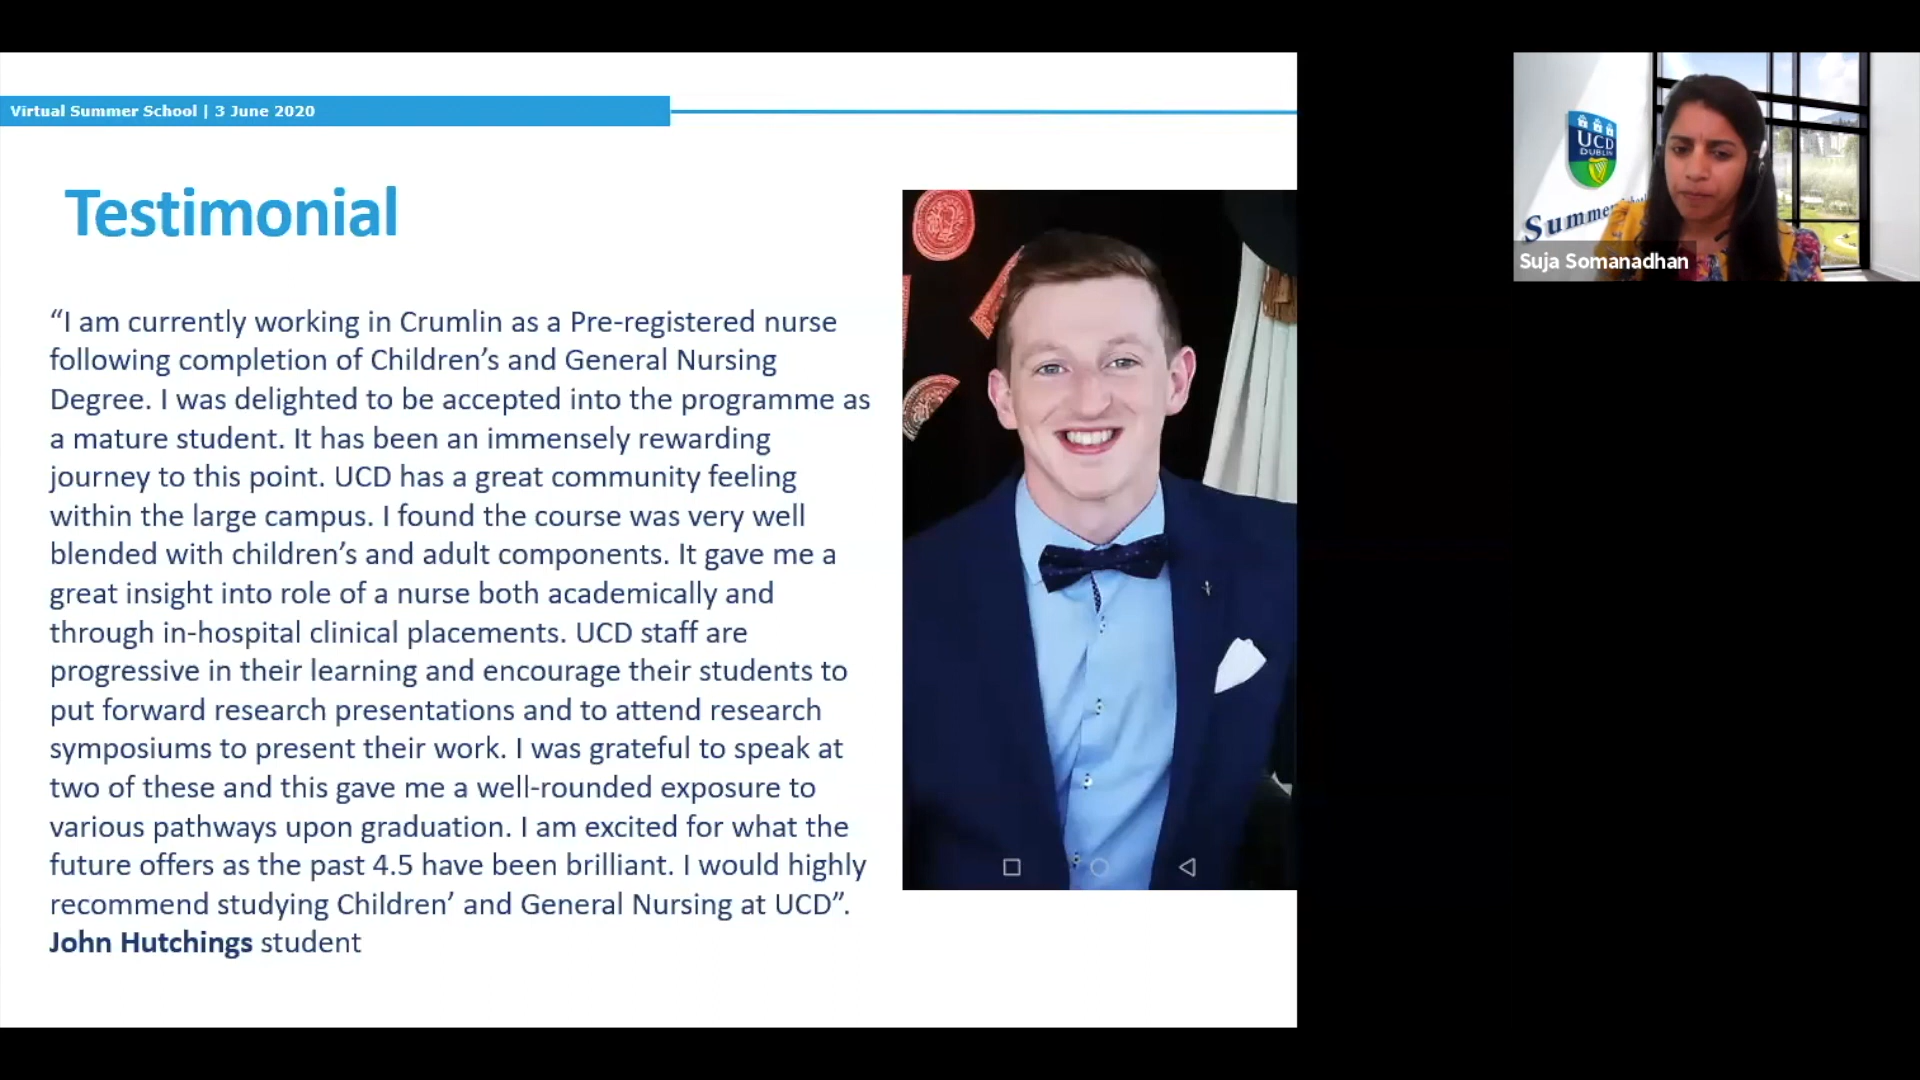 Virtual Summer School | 3 June 2020
Testimonial
“I am currently working in Crumlin as a Pre-registered nurse
following completion of Children’s and General Nursing
Degree. I was delighted to be accepted into the programme as
a mature student. It has been an immensely rewarding
journey to this point. UCD has a great community feeling
within the large campus. I found the course was very well
blended with children’s and adult components. It gave me a
great insight into role of a nurse both academically and
through in-hospital clinical placements. UCD staff are
progressive in their learning and encourage their students to
put forward research presentations and to attend research
symposiums to present their work. I was grateful to speak at
two of these and this gave me a well-rounded exposure to
various pathways upon graduation. I am excited for what the
future offers as the past 4.5 have been brilliant. I would highly
recommend studying Children’ and General Nursing at UCD”.
John Hutchings student
UCD
DUBLIN
Summer
Suja Somanadhan